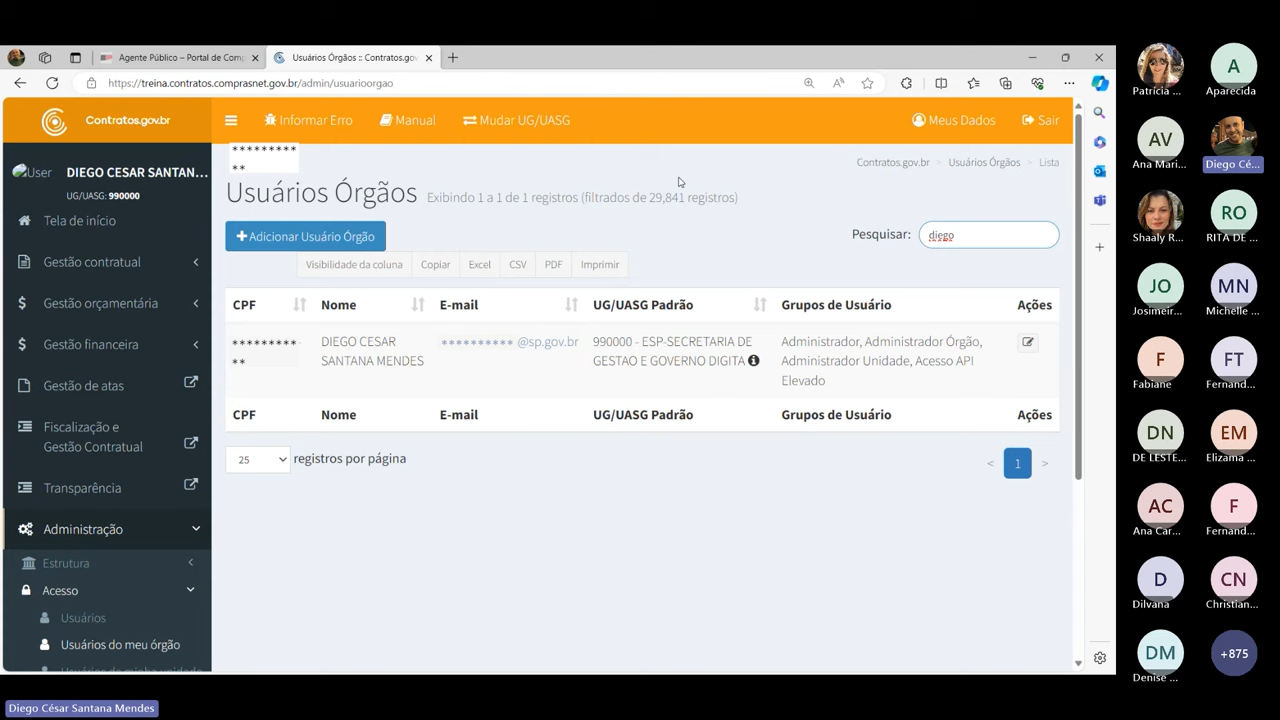 Agente Público – Portal de Com
Usuários Órgãos :: Contratos.gov
https://treina.contratos.comprasnet.gov.br/admin/usuarioorgao
Contratos.gov.br
Informar Erro
Manual
Mudar UG/UASG
Meus Dados
Sair
User
DIEGO CESAR SANTAN...
UG/UASG: 990000
Tela de início
Gestão contratual
Gestão orçamentária
Gestão financeira
Gestão de atas
Fiscalização e
Gestão Contratual
Transparência
Administração
Estrutura
Acesso
Usuários
Usuários do meu órgão
Usuários da minha unidade
**********
**
Contratos.gov.br > Usuários Órgãos > Lista
Usuários Órgãos Exibindo 1 a 1 de 1 registros (filtrados de 29,841 registros)
+ Adicionar Usuário Órgão
Pesquisar: diego
Visibilidade da coluna Copiar Excel CSV PDF Imprimir
CPF Nome E-mail UG/UASG Padrão Grupos de Usuário Ações
********** DIEGO CESAR ********** @sp.gov.br 990000 - ESP-SECRETARIA DE Administrador, Administrador Órgão,
** SANTANA MENDES GESTAO E GOVERNO DIGITA Administrador Unidade, Acesso API
Elevado
CPF Nome E-mail UG/UASG Padrão Grupos de Usuário Ações
25 registros por página
< 1 >
Patricia ...
A
Aparecida
AV
Ana Mari...
Diego Cé...
Shaaly R...
RO
RITA DE ...
JO
Josimeir...
MN
Michelle ...
F
Fabiane
FT
Fernand...
DN
DE LESTE...
EM
Elizama ...
AC
Ana Car...
F
Fernand...
D
Dilvana
CN
Christian...
DM
Denise ...
+875
Diego César Santana Mendes